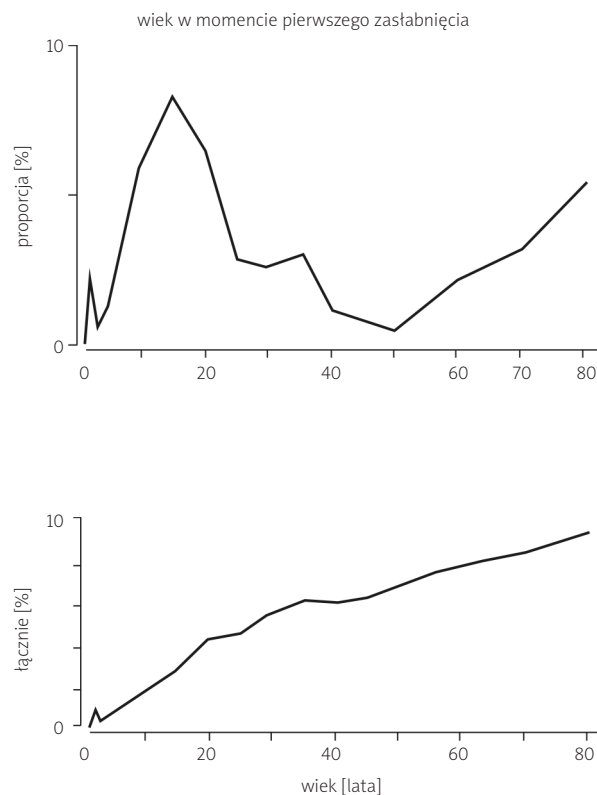 wiek w momencie pierwszego zasłabnięcia
10
proporcja [%]
0
0 20 40 60 70 80
10
łącznie [%]
0
0 20 40 60 80
wiek [lata]